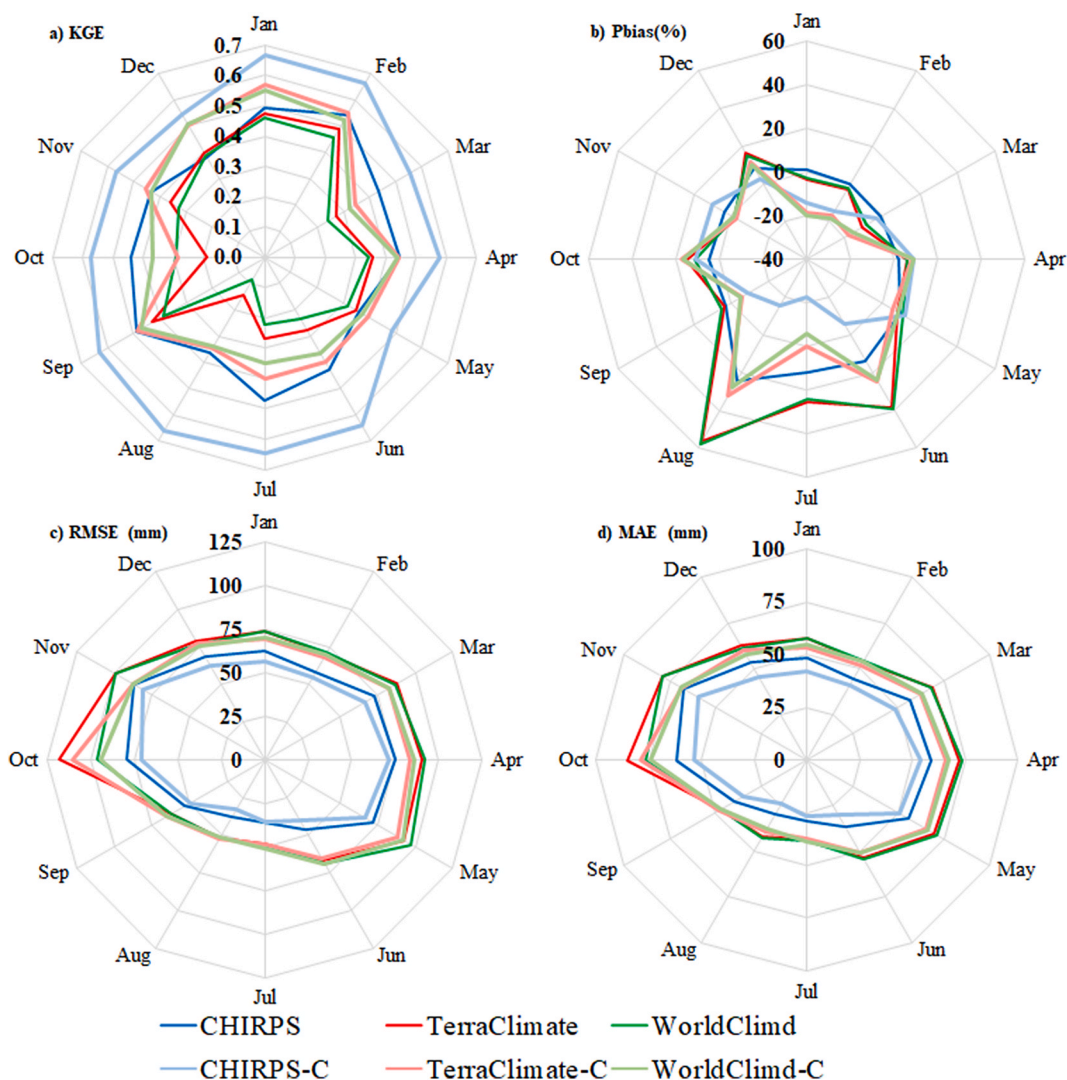 a) KGE
Jan
0.7
0.6
0.5
0.4
0.3
0.2
0.1
0.0
Feb
Mar
Apr
May
Jun
Jul
Aug
Sep
Oct
Nov
Dec
b) Pbias(%)
Jan
60
40
20
0
-20
-40
Feb
Mar
Apr
May
Jun
Jul
Aug
Sep
Oct
Nov
Dec
c) RMSE (mm)
Jan
125
100
75
50
25
0
Feb
Mar
Apr
May
Jun
Jul
Aug
Sep
Oct
Nov
Dec
d) MAE (mm)
Jan
100
75
50
25
0
Feb
Mar
Apr
May
Jun
Jul
Aug
Sep
Oct
Nov
Dec
CHIRPS TerraClimate WorldClimd
CHIRPS-C TerraClimate-C WorldClimd-C